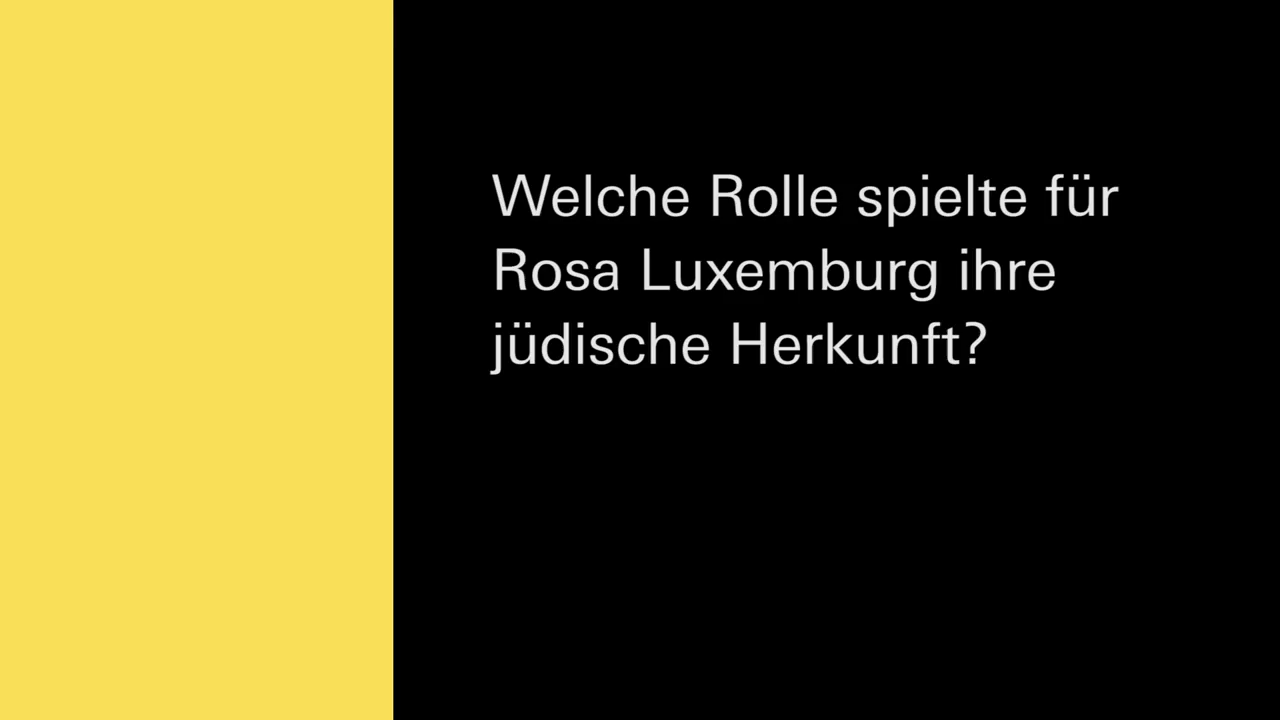 Welche Rolle spielte für
Rosa Luxemburg ihre
jüdische Herkunft?